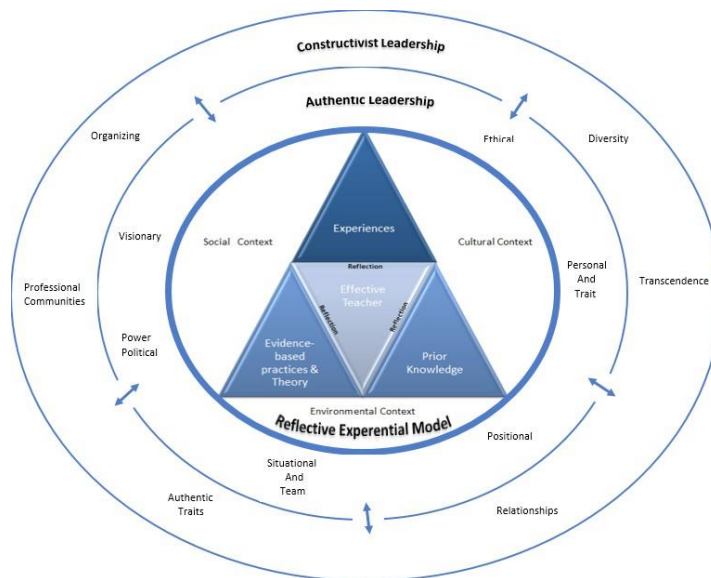 Constructivist Leadership
Authentic Leadership
Organizing
Ethical
Diversity
Experiences
Visionary
Social Context
Cultural Context
Reflection
Personal
And
Trait
Transcendence
Professional
Communities
Effective
Teacher
Reflection
Reflection
Power
Political
Evidence-
based
practices &
Theory
Prior
Knowledge
Environmental Context
Reflective Experential Model
Positional
Situational
And
Team
Authentic
Traits
Relationships